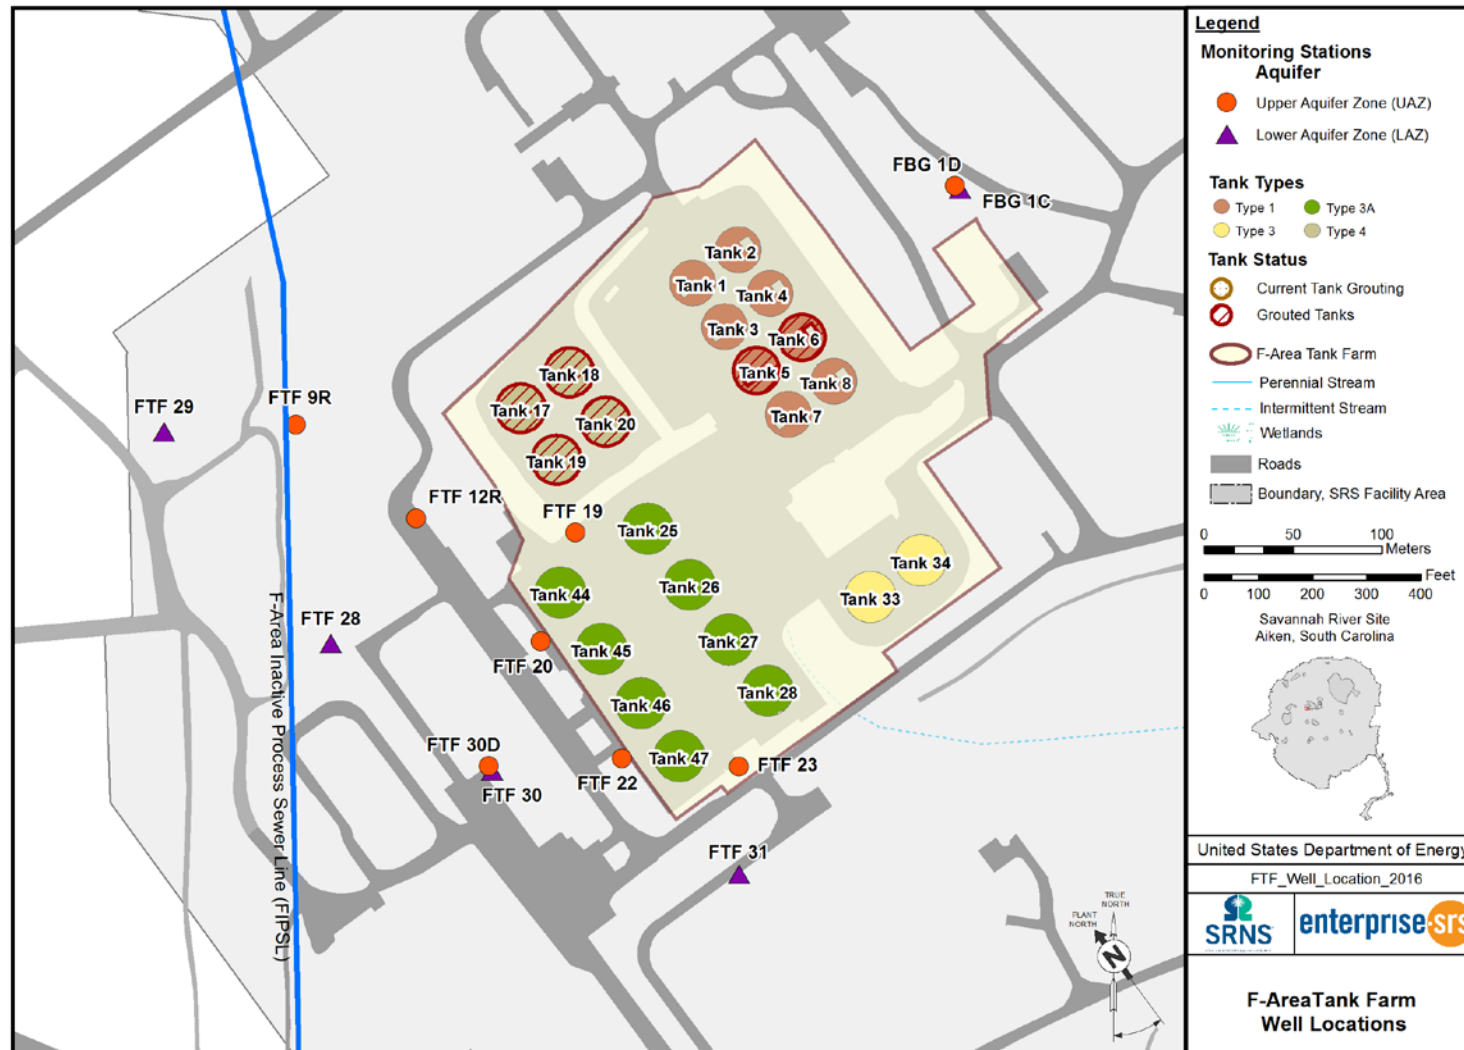 FBG 1D
FBG 1C
Tank 2
Tank 1
Tank 4
Tank 3
Tank 6
Tank 5
Tank 8
Tank 7
Tank 18
Tank 17
Tank 20
Tank 19
FTF 29
FTF 9R
FTF 12R
FTF 19
Tank 25
Tank 34
Tank 26
Tank 44
Tank 33
FTF 28
Tank 27
Tank 45
FTF 20
Tank 28
Tank 46
FTF 30D
Tank 47
FTF 23
FTF 22
FTF 30
FTF 31
F-Area Inactive Process Sewer Line (FIPSL)
TRUE
NORTH
PLANT
NORTH
N
Legend
Monitoring Stations
Aquifer
Upper Aquifer Zone (UAZ)
Lower Aquifer Zone (LAZ)
Tank Types
Type 1
Type 3A
Type 3
Type 4
Tank Status
Current Tank Grouting
Grouted Tanks
F-Area Tank Farm
Perennial Stream
Intermittent Stream
Wetlands
Roads
Boundary, SRS Facility Area
0 50 100
Meters
Feet
0 100 200 300 400
Savannah River Site
Aiken, South Carolina
United States Department of Energy
FTF_Well_Location_2016
SRNS
enterprise·srs
F-AreaTank Farm
Well Locations